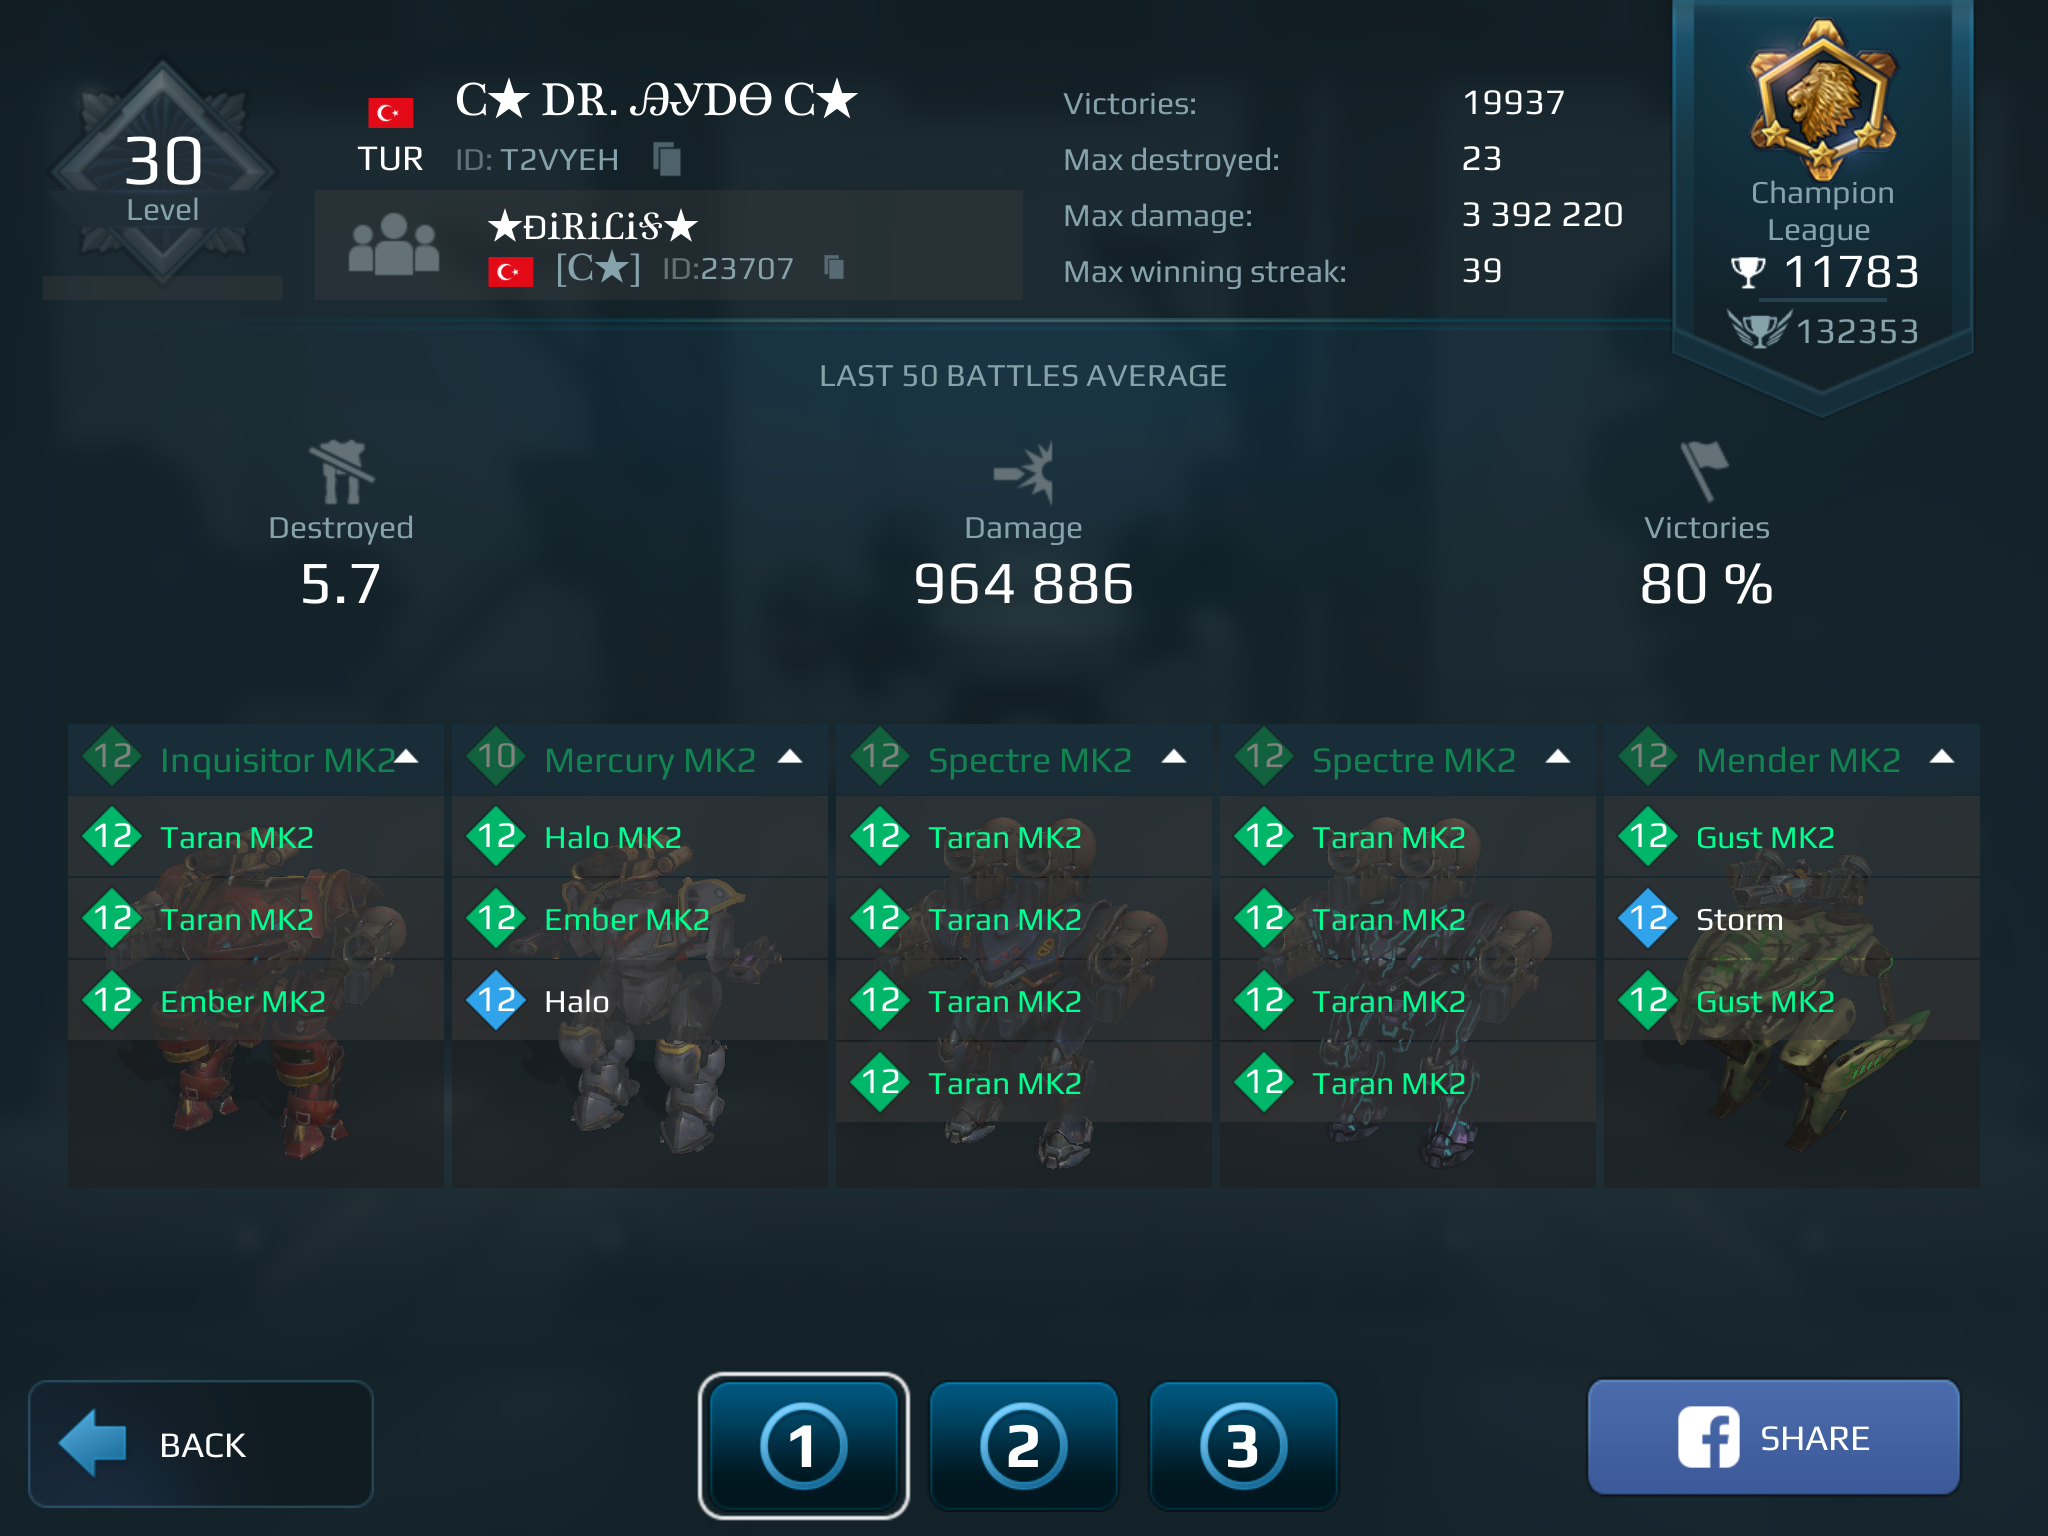 30
Level
TUR
C★ DR. ᎯᎽDѲ C★
ID: T2VYEH
★ĐiRiLiꕷ★
[C★] ID:23707
Victories: 19937
Max destroyed: 23
Max damage: 3 392 220
Max winning streak: 39
Champion
League
11783
132353
LAST 50 BATTLES AVERAGE
Destroyed
5.7
Damage
964 886
Victories
80 %
12 Inquisitor MK2
12 Taran MK2
12 Taran MK2
12 Ember MK2
10 Mercury MK2
12 Halo MK2
12 Ember MK2
12 Halo
12 Spectre MK2
12 Taran MK2
12 Taran MK2
12 Taran MK2
12 Taran MK2
12 Spectre MK2
12 Taran MK2
12 Taran MK2
12 Taran MK2
12 Taran MK2
12 Mender MK2
12 Gust MK2
12 Storm
12 Gust MK2
BACK
1
2
3
SHARE